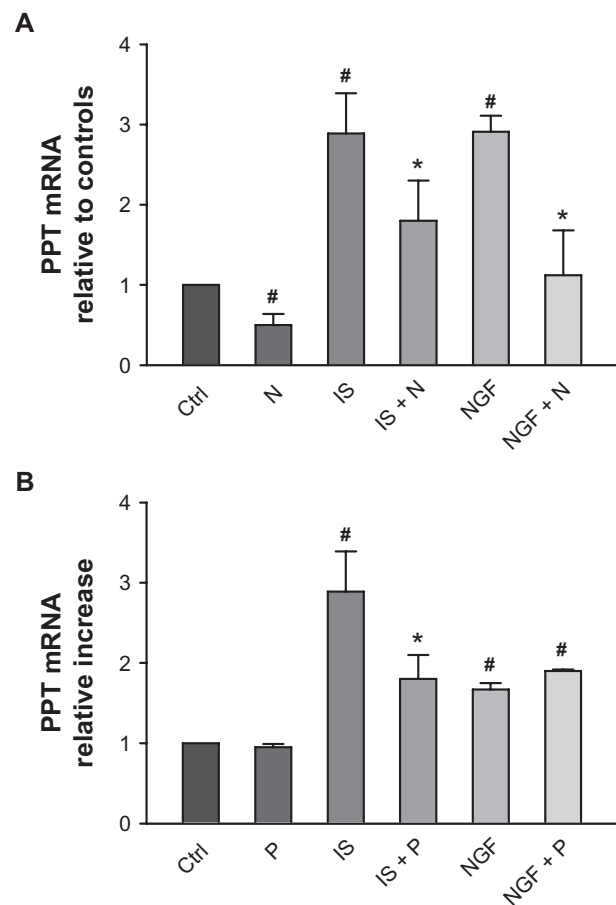 A
PPT mRNA
relative to controls
4
3
2
1
0
#
#
*
#
*
Ctrl
N
IS
IS + N
NGF
NGF + N
B
PPT mRNA
relative increase
4
3
2
1
0
#
*
#
#
Ctrl
P
IS
IS + P
NGF
NGF + P